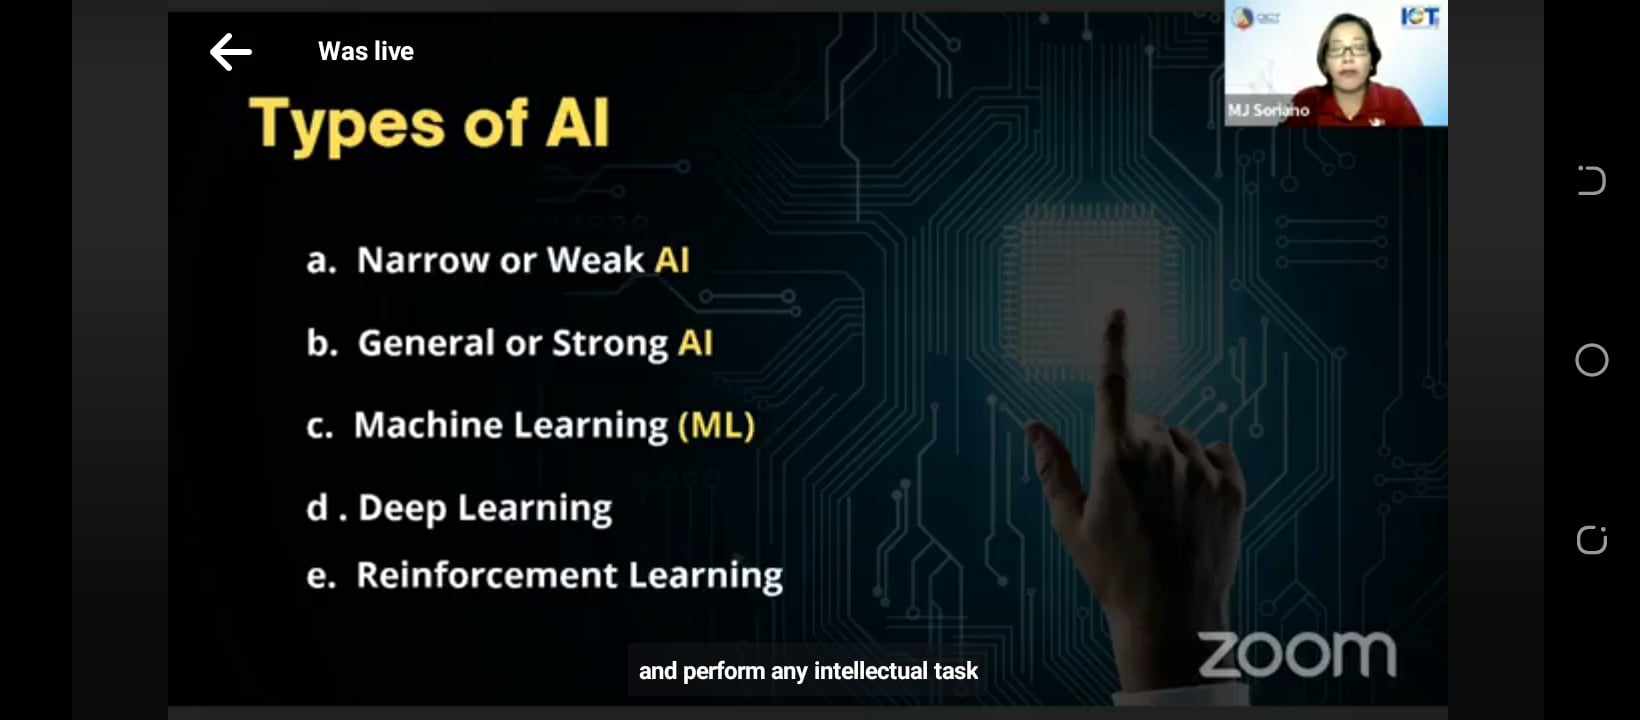 Was live
Types of AI
a. Narrow or Weak AI
b. General or Strong AI
c. Machine Learning (ML)
d . Deep Learning
e. Reinforcement Learning
MJ Soriano
and perform any intellectual task
zoom